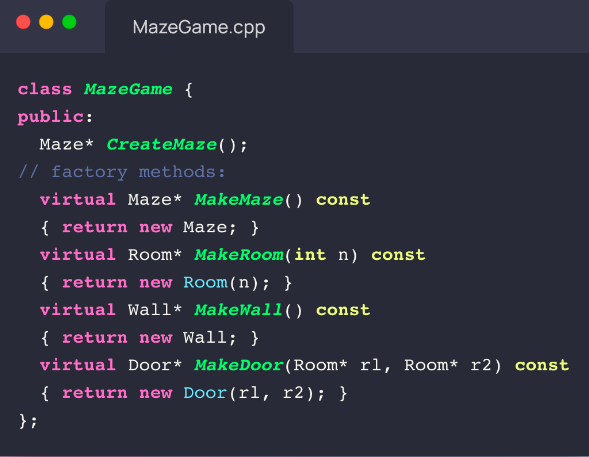 MazeGame.cpp
class MazeGame {
public:
Maze* CreateMaze();
// factory methods:
virtual Maze* MakeMaze() const
{ return new Maze; }
virtual Room* MakeRoom(int n) const
{ return new Room(n); }
virtual Wall* MakeWall() const
{ return new Wall; }
virtual Door* MakeDoor(Room* rl, Room* r2) const
{ return new Door(rl, r2); }
};